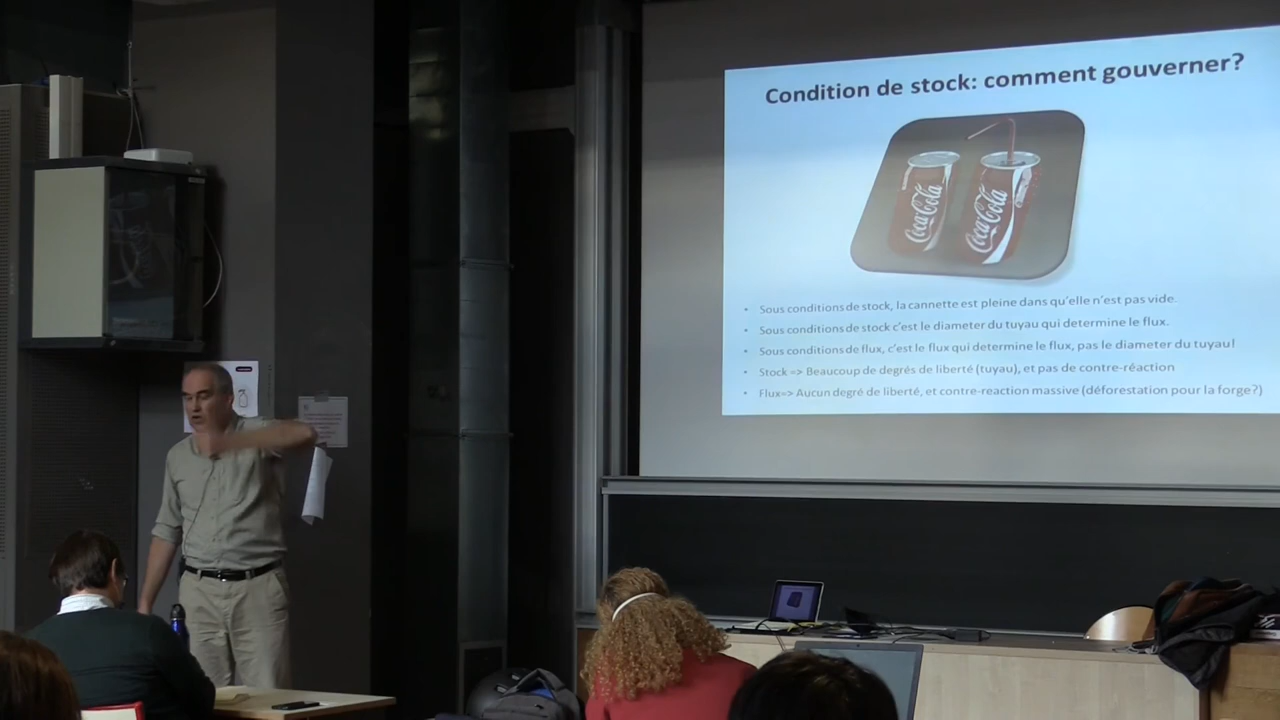 Condition de stock: comment gouverner?
Coca-Cola
Coca-Cola
• Sous conditions de stock, la cannette est pleine dans qu'elle n'est pas vide.
• Sous conditions de stock c'est le diameter du tuyau qui determine le flux.
• Sous conditions de flux, c'est le flux qui determine le flux, pas le diameter du tuyau!
• Stock => Beaucoup de degrés de liberté (tuyau), et pas de contre-réaction
• Flux=> Aucun degré de liberté, et contre-reaction massive (déforestation pour la forge?)